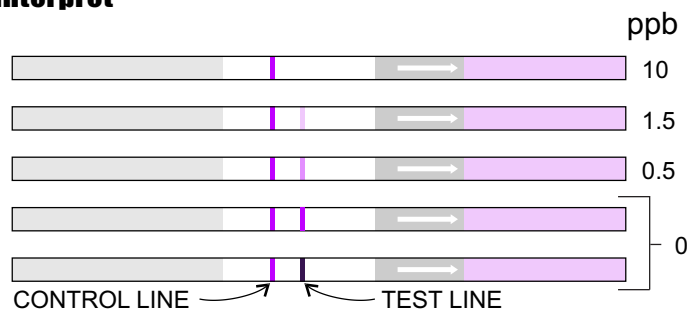 interpret
ppb
10
1.5
0.5
0
CONTROL LINE
TEST LINE